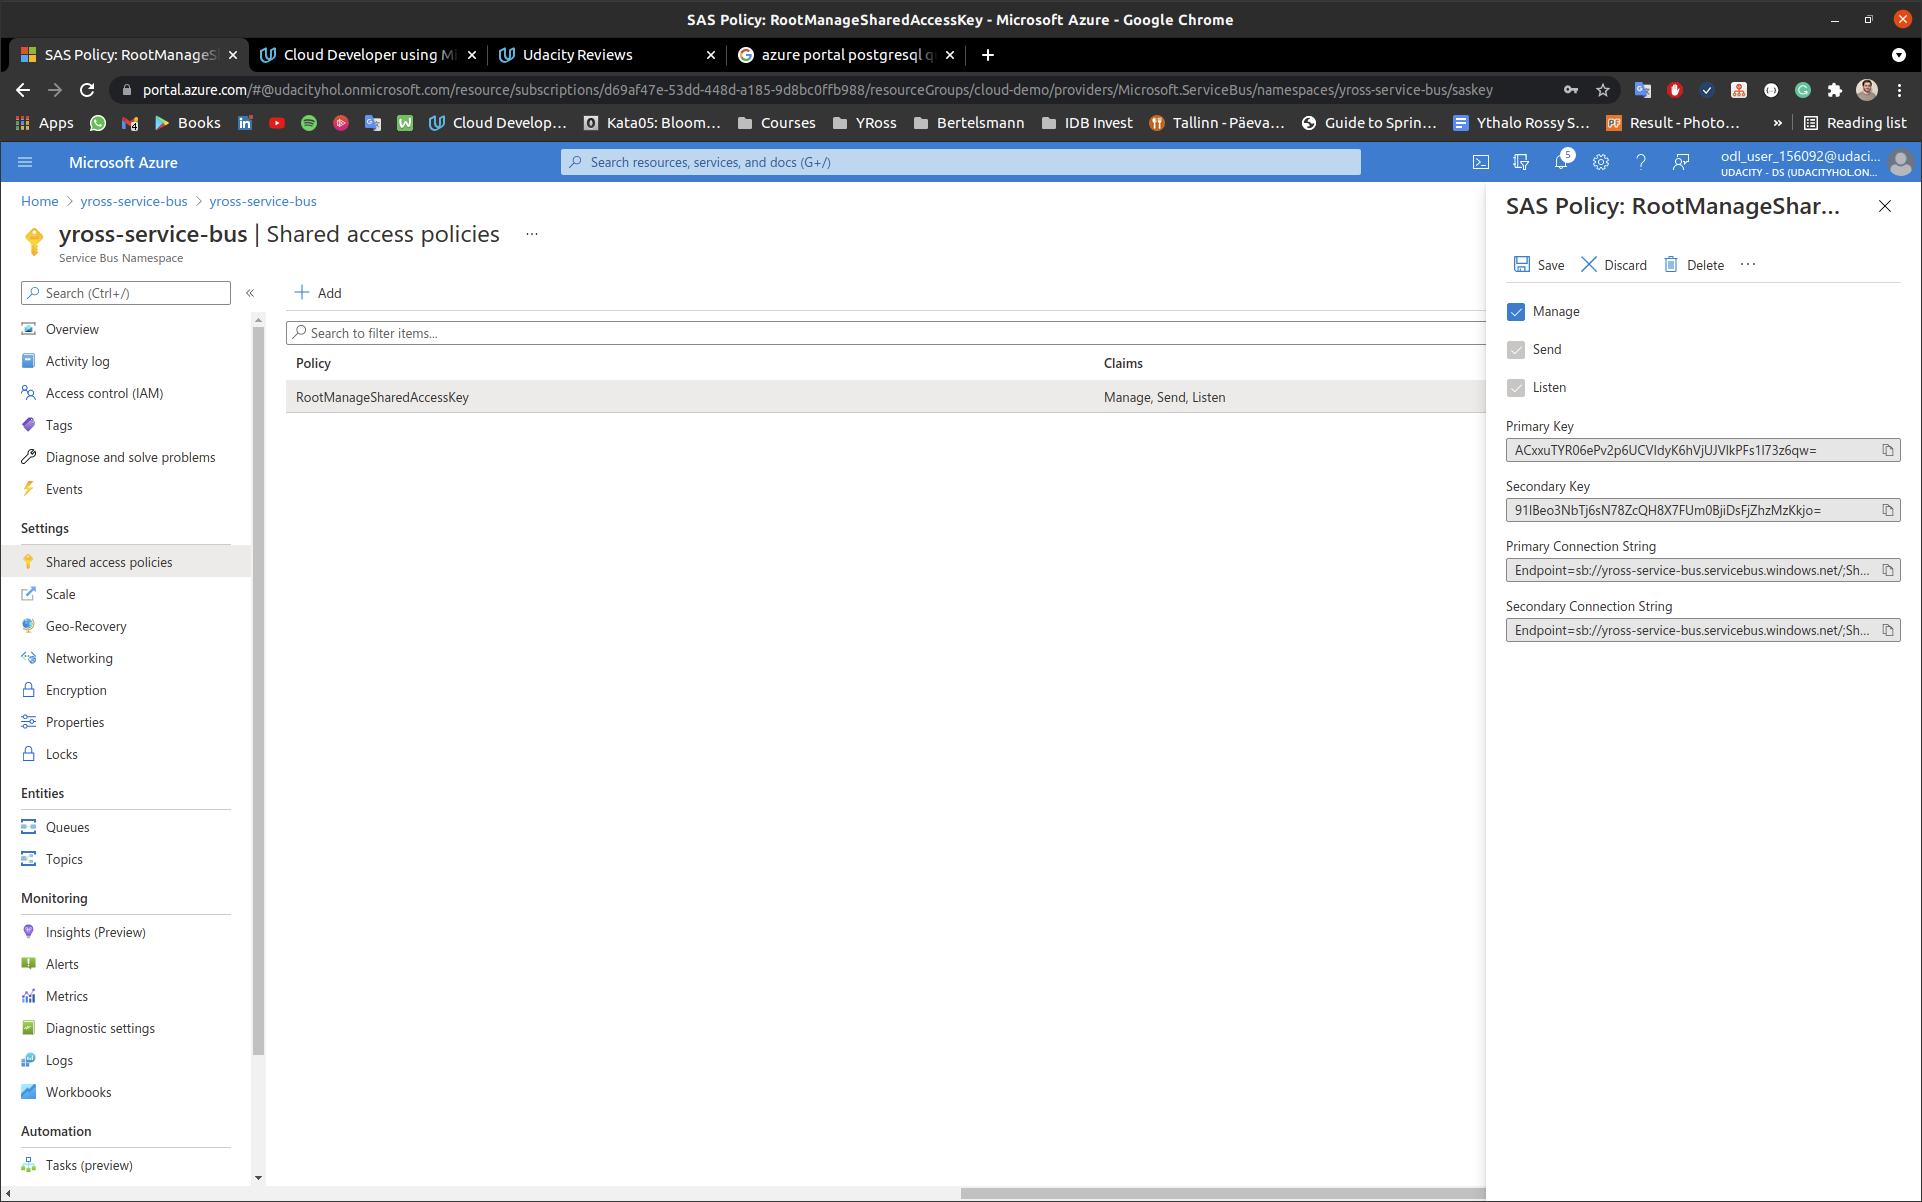 SAS Policy: RootManageSharedAccessKey - Microsoft Azure - Google Chrome
SAS Policy: RootManageS
Cloud Developer using Mi
Udacity Reviews
azure portal postgresql q
portal.azure.com/#@udacityhol.onmicrosoft.com/resource/subscriptions/d69af47e-53dd-448d-a185-9d8bc0ffb988/resourceGroups/cloud-demo/providers/Microsoft.ServiceBus/namespaces/yross-service-bus/saskey
Apps
4
Books
Cloud Develop...
Kata05: Bloom...
Courses
YRoss
Bertelsmann
IDB Invest
Tallinn - Päeva...
Guide to Sprin...
Ythalo Rossy S...
Result - Photo...
»
Reading list
Microsoft Azure
Search resources, services, and docs (G+/)
5
odl_user_156092@udaci...
UDACITY - DS (UDACITYHOL.ON...
Home > yross-service-bus > yross-service-bus
yross-service-bus | Shared access policies ...
Service Bus Namespace
Search (Ctrl+/)
«
Overview
Activity log
Access control (IAM)
Tags
Diagnose and solve problems
Events
Settings
Shared access policies
Scale
Geo-Recovery
Networking
Encryption
Properties
Locks
Entities
Queues
Topics
Monitoring
Insights (Preview)
Alerts
Metrics
Diagnostic settings
Logs
Workbooks
Automation
Tasks (preview)
Add
Search to filter items...
Policy Claims
RootManageSharedAccessKey Manage, Send, Listen
SAS Policy: RootManageShar...
Save
Discard
Delete
...
Manage
Send
Listen
Primary Key
Secondary Key
Primary Connection String
Endpoint=sb://yross-service-bus.servicebus.windows.net/;Sh...
Secondary Connection String
Endpoint=sb://yross-service-bus.servicebus.windows.net/;Sh...